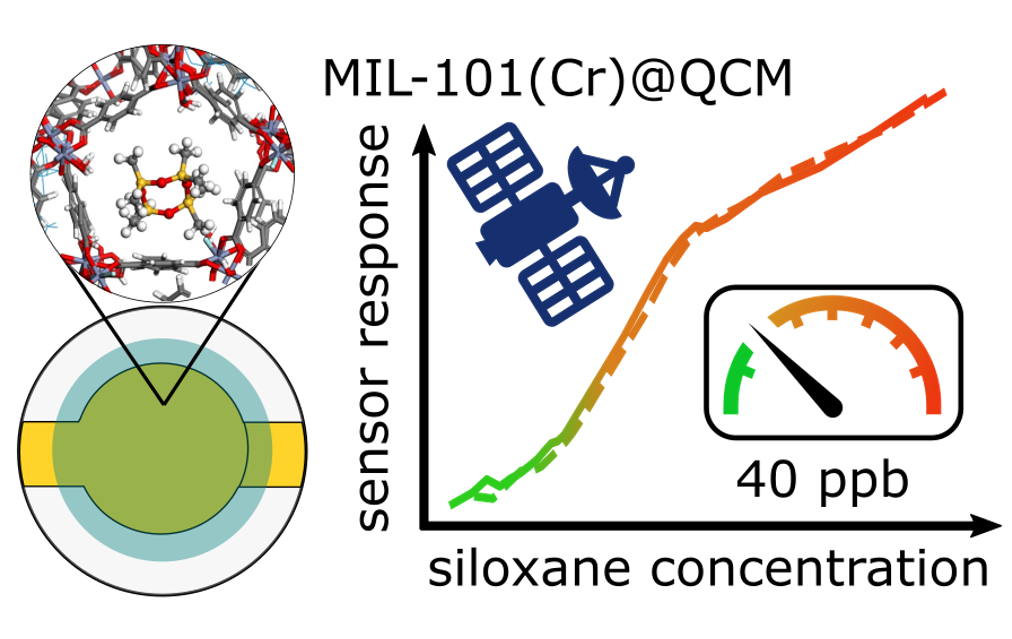 MIL-101(Cr)@QCM
sensor response
40 ppb
siloxane concentration